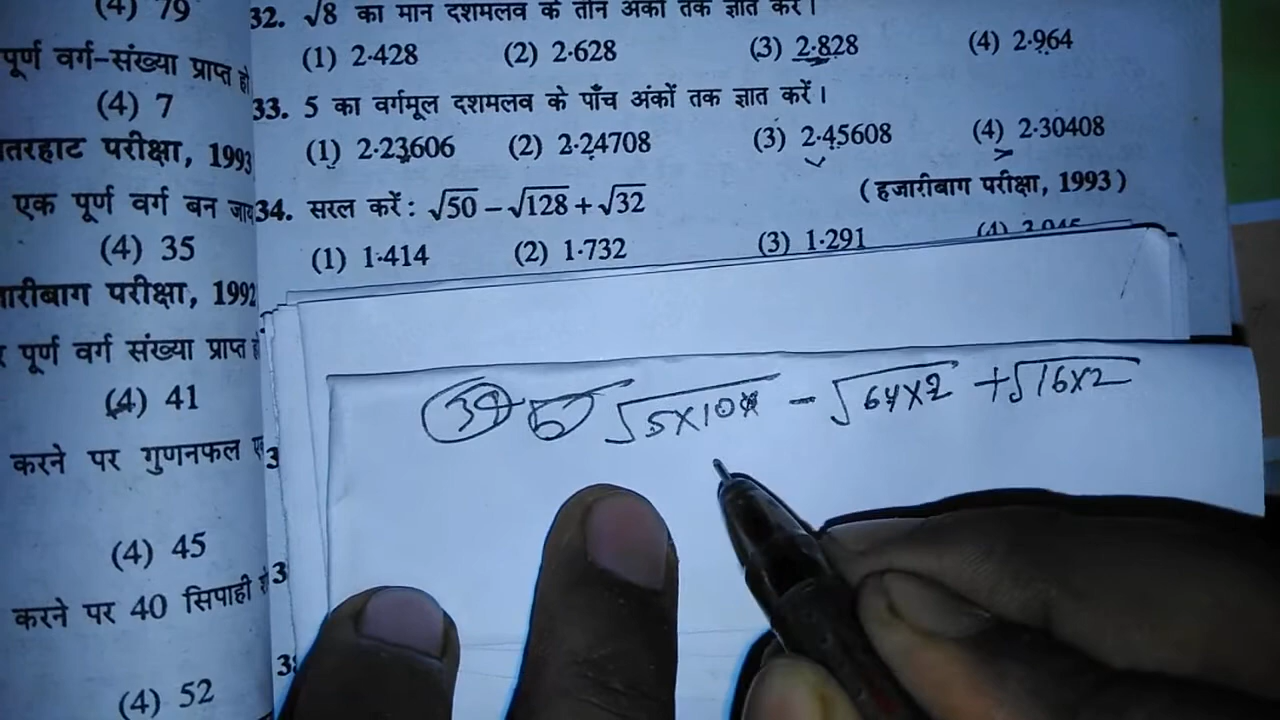 (4) 79
पूर्ण वर्ग-संख्या प्राप्त हो
(4) 7
तरहाट परीक्षा, 1993
एक पूर्ण वर्ग बन जाय
(4) 35
ारीबाग परीक्षा, 1992
पूर्ण वर्ग संख्या प्राप्त
(4) 41
करने पर गुणनफल
(4) 45
करने पर 40 सिपाही
(4) 52
32. √8 का मान दशमलव के तीन अंकों तक ज्ञात करें।
(1) 2·428 (2) 2·628 (3) 2·828 (4) 2·964
33. 5 का वर्गमूल दशमलव के पाँच अंकों तक ज्ञात करें।
(1) 2·23606 (2) 2·24708 (3) 2·45608 (4) 2·30408
(हजारीबाग परीक्षा, 1993)
34. सरल करें: √50 − √128 + √32
(1) 1·414 (2) 1·732 (3) 1·291 (4)
34 √5×10 − √64×2 + √16×2